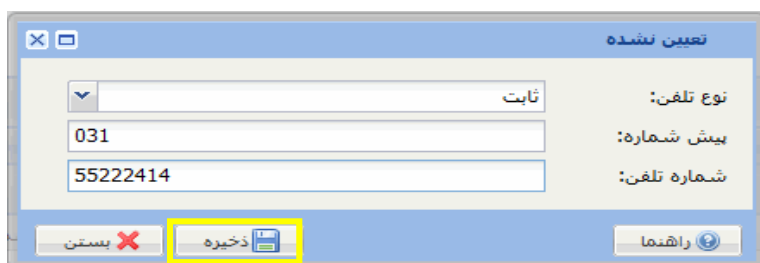 تعیین نشده
نوع تلفن: ثابت
پیش شماره: 031
شماره تلفن: 55222414
راهنما ذخیره بستن